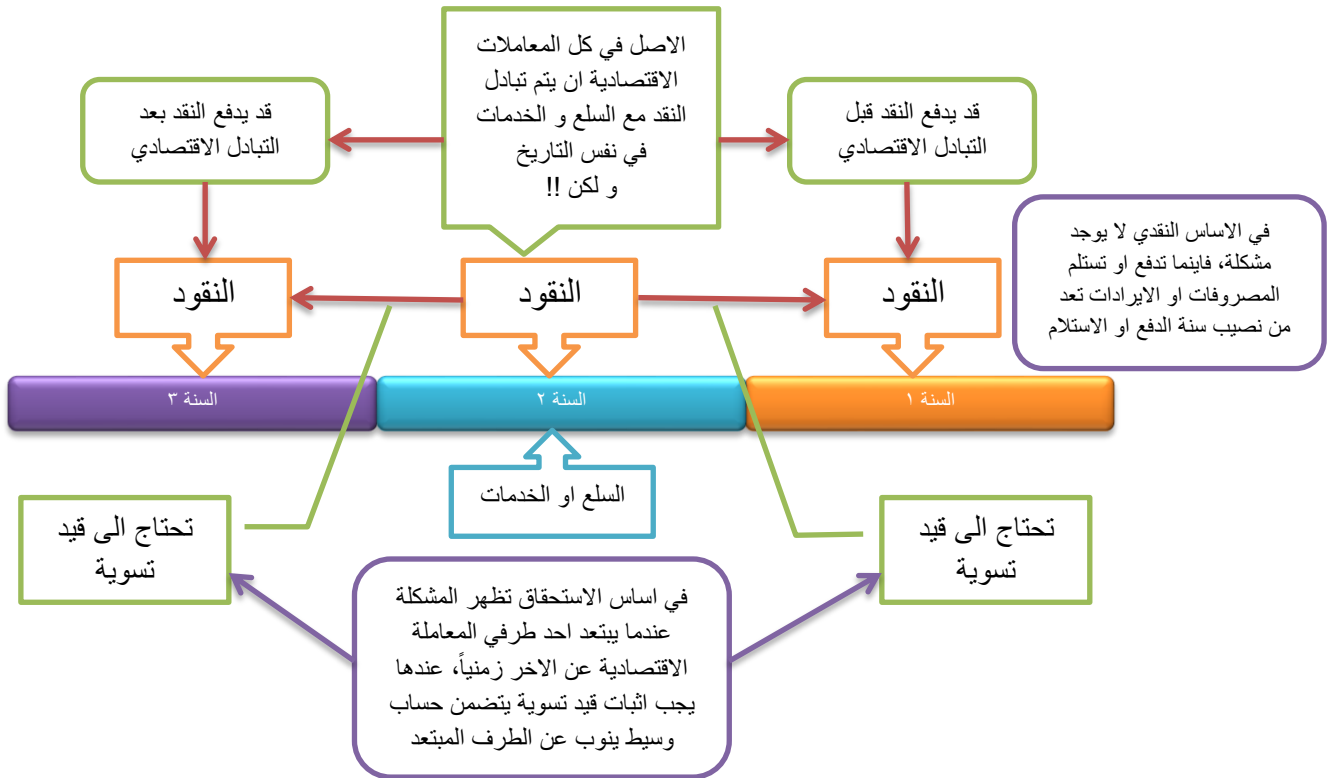 الاصل في كل المعاملات
الاقتصادية ان يتم تبادل
النقد مع السلع و الخدمات
في نفس التاريخ
و لكن !!
قد يدفع النقد قبل
التبادل الاقتصادي
قد يدفع النقد بعد
التبادل الاقتصادي
في الاساس النقدي لا يوجد
مشكلة، فاينما تدفع او تستلم
المصروفات او الايرادات تعد
من نصيب سنة الدفع او الاستلام
النقود
النقود
النقود
السنة ١
السنة ٢
السنة ٣
السلع او الخدمات
تحتاج الى قيد
تسوية
تحتاج الى قيد
تسوية
في اساس الاستحقاق تظهر المشكلة
عندما يبتعد احد طرفي المعاملة
الاقتصادية عن الاخر زمنياً، عندها
يجب اثبات قيد تسوية يتضمن حساب
وسيط ينوب عن الطرف المبتعد